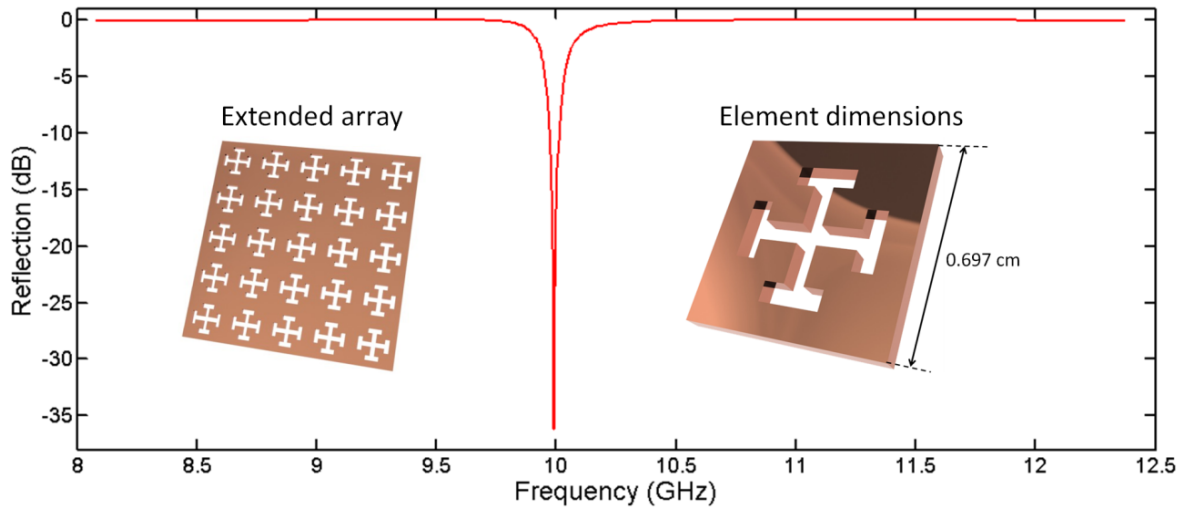 0
-5
-10
-15
-20
-25
-30
-35
Reflection (dB)
Extended array
Element dimensions
0.697 cm
8 8.5 9 9.5 10 10.5 11 11.5 12 12.5
Frequency (GHz)